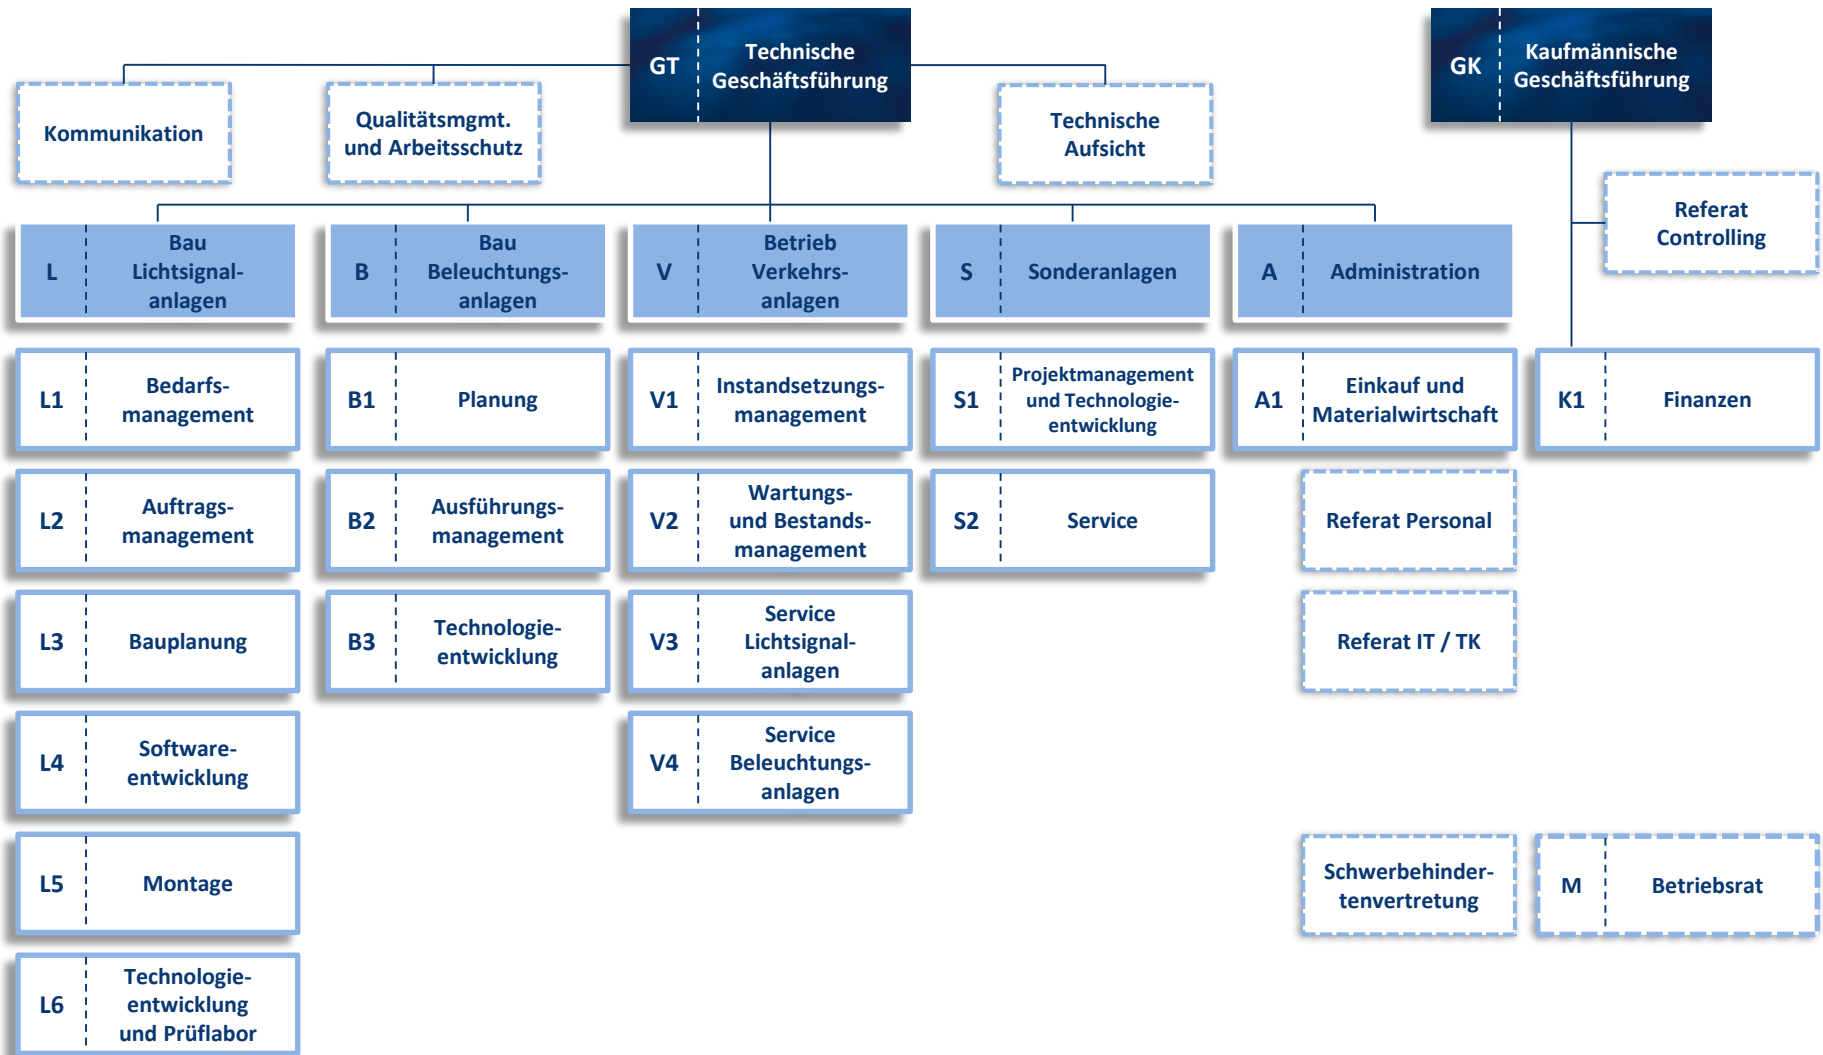 GT
Technische
Geschäftsführung
GK
Kaufmännische
Geschäftsführung
Kommunikation
Qualitätsmgmt.
und Arbeitsschutz
Technische
Aufsicht
Referat
Controlling
L
Bau
Lichtsignal-
anlagen
B
Bau
Beleuchtungs-
anlagen
V
Betrieb
Verkehrs-
anlagen
S
Sonderanlagen
A
Administration
L1
Bedarfs-
management
B1
Planung
V1
Instandsetzungs-
management
S1
Projektmanagement
und Technologie-
entwicklung
A1
Einkauf und
Materialwirtschaft
K1
Finanzen
L2
Auftrags-
management
B2
Ausführungs-
management
V2
Wartungs-
und Bestands-
management
S2
Service
Referat Personal
L3
Bauplanung
B3
Technologie-
entwicklung
V3
Service
Lichtsignal-
anlagen
Referat IT / TK
L4
Software-
entwicklung
V4
Service
Beleuchtungs-
anlagen
L5
Montage
Schwerbehinder-
tenvertretung
M
Betriebsrat
L6
Technologie-
entwicklung
und Prüflabor